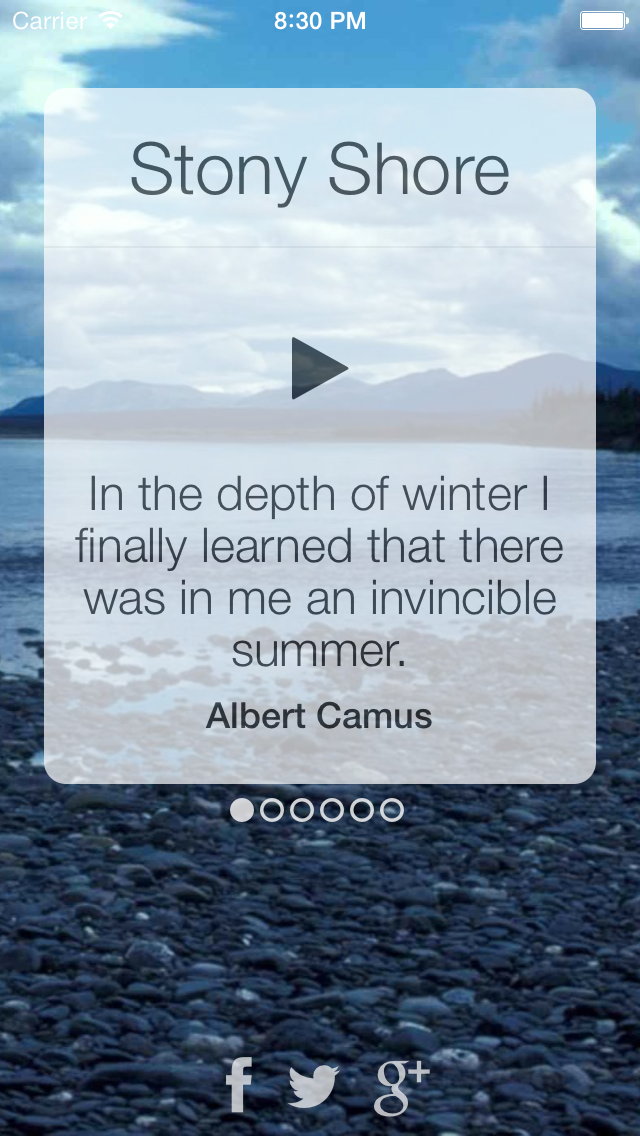 Carrier 8:30 PM
Stony Shore
In the depth of winter I
finally learned that there
was in me an invincible
summer.
Albert Camus
f g+